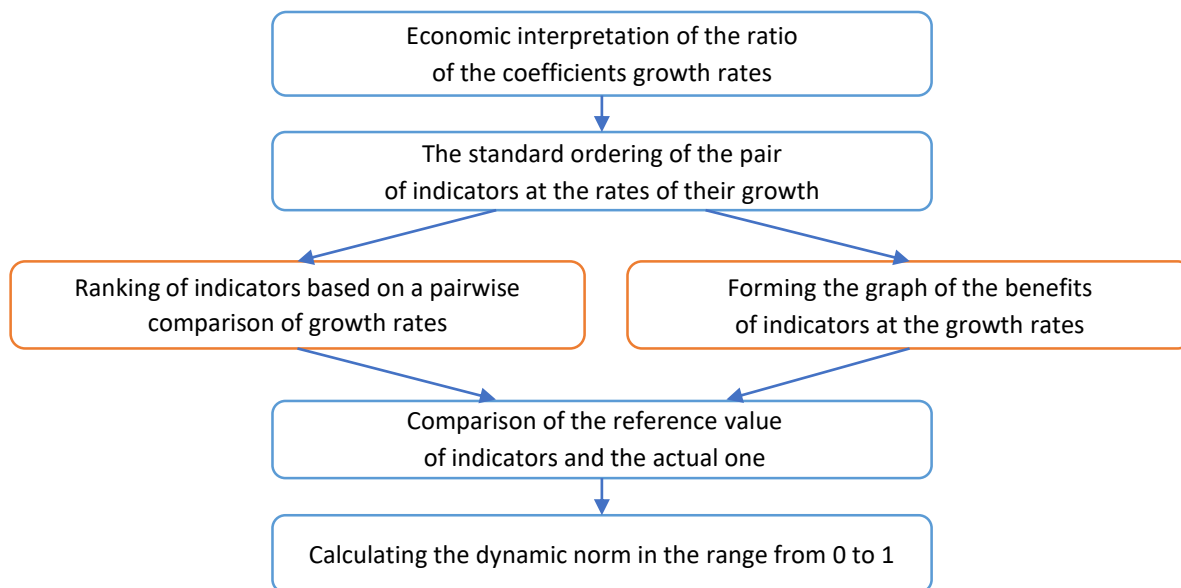 Economic interpretation of the ratio
of the coefficients growth rates
The standard ordering of the pair
of indicators at the rates of their growth
Ranking of indicators based on a pairwise
comparison of growth rates
Forming the graph of the benefits
of indicators at the growth rates
Comparison of the reference value
of indicators and the actual one
Calculating the dynamic norm in the range from 0 to 1